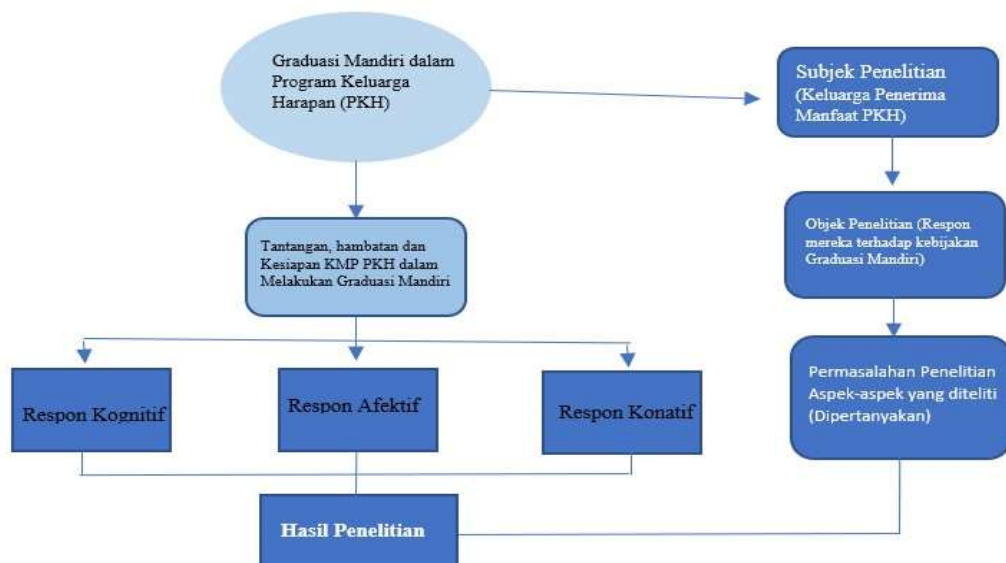 Graduasi Mandiri dalam
Program Keluarga
Harapan (PKH)
Subjek Penelitian
(Keluarga Penerima
Manfaat PKH)
Tantangan, hambatan dan
Kesiapan KMP PKH dalam
Melakukan Graduasi Mandiri
Objek Penelitian (Respon
mereka terhadap kebijakan
Graduasi Mandiri)
Respon Kognitif
Respon Afektif
Respon Konatif
Permasalahan Penelitian
Aspek-aspek yang diteliti
(Dipertanyakan)
Hasil Penelitian